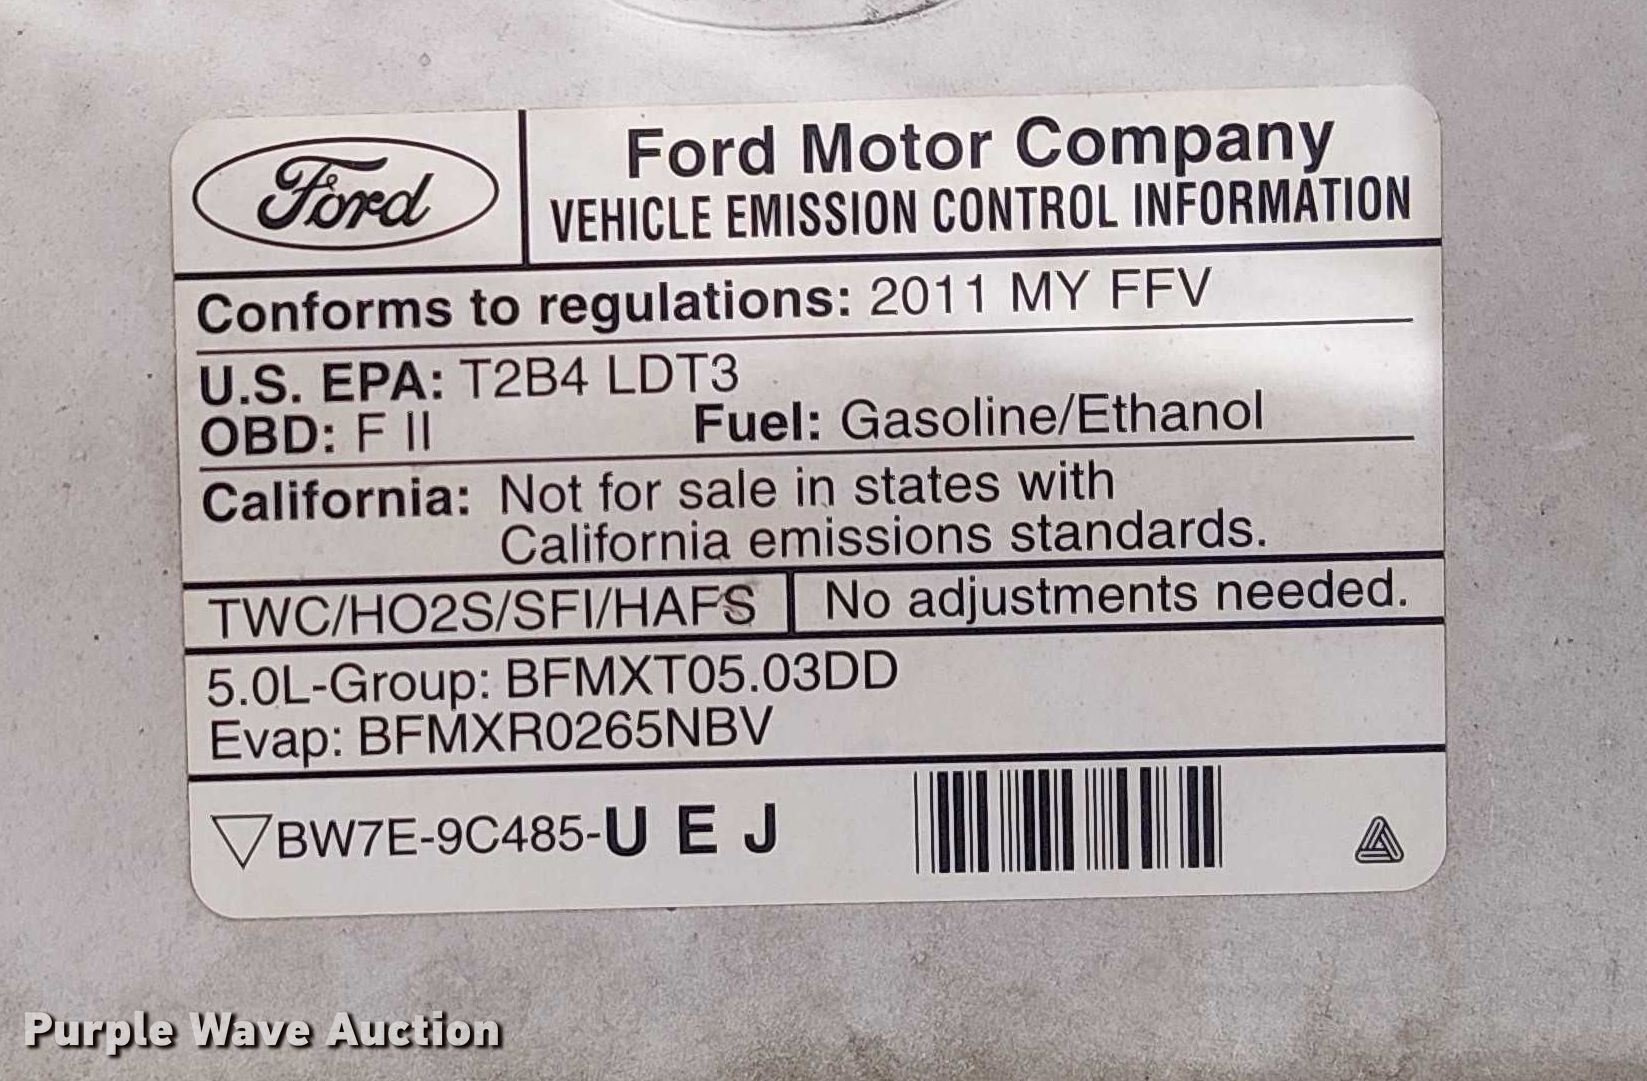 Ford
Ford Motor Company
VEHICLE EMISSION CONTROL INFORMATION
Conforms to regulations: 2011 MY FFV
U.S. EPA: T2B4 LDT3
OBD: F II Fuel: Gasoline/Ethanol
California: Not for sale in states with
California emissions standards.
TWC/HO2S/SFI/HAFS No adjustments needed.
5.0L-Group: BFMXT05.03DD
Evap: BFMXR0265NBV
BW7E-9C485-U E J
Purple Wave Auction